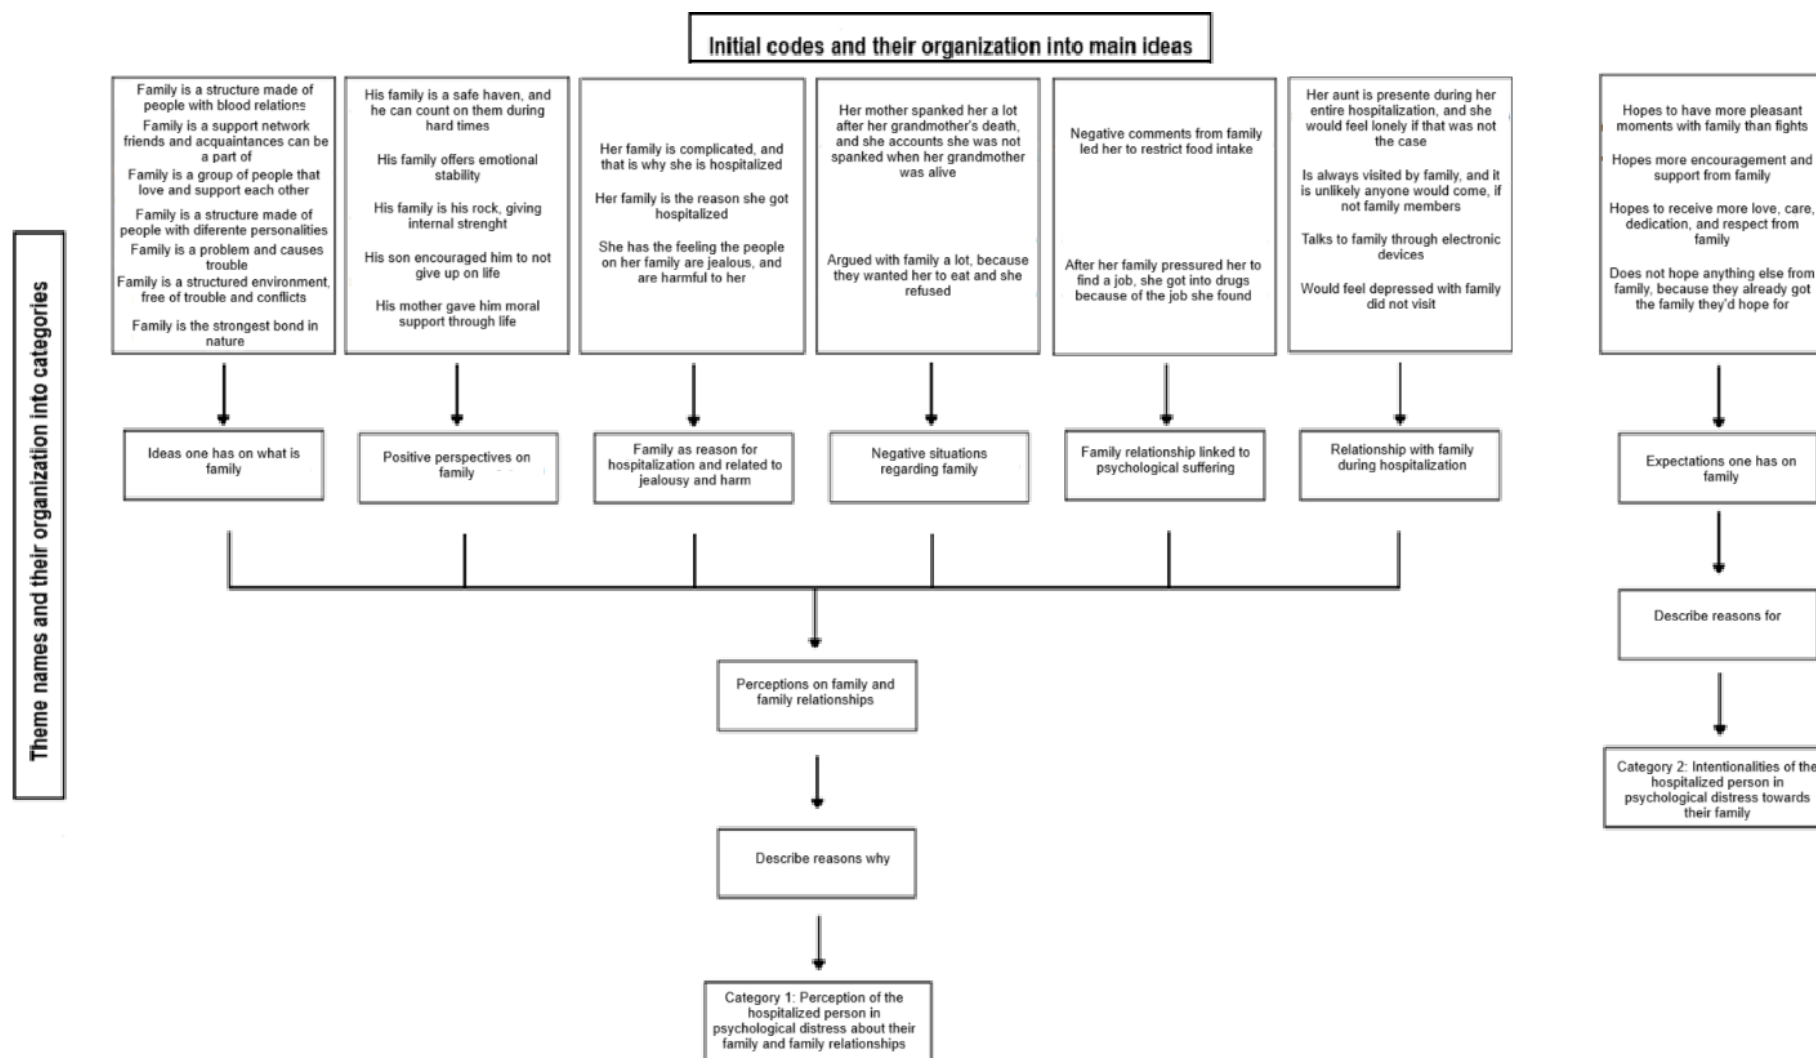 Initial codes and their organization into main ideas
Theme names and their organization into categories
Family is a structure made of
people with blood relations
Family is a support network
friends and acquaintances can be
a part of
Family is a group of people that
love and support each other
Family is a structure made of
people with diferente personalities
Family is a problem and causes
trouble
Family is a structured environment,
free of trouble and conflicts
Family is the strongest bond in
nature
His family is a safe haven, and
he can count on them during
hard times
His family offers emotional
stability
His family is his rock, giving
internal strenght
His son encouraged him to not
give up on life
His mother gave him moral
support through life
Her family is complicated, and
that is why she is hospitalized
Her family is the reason she got
hospitalized
She has the feeling the people
on her family are jealous, and
are harmful to her
Her mother spanked her a lot
after her grandmother's death,
and she accounts she was not
spanked when her grandmother
was alive
Argued with family a lot, because
they wanted her to eat and she
refused
Negative comments from family
led her to restrict food intake
After her family pressured her to
find a job, she got into drugs
because of the job she found
Her aunt is presente during her
entire hospitalization, and she
would feel lonely if that was not
the case
Is always visited by family, and it
is unlikely anyone would come, if
not family members
Talks to family through electronic
devices
Would feel depressed with family
did not visit
Hopes to have more pleasant
moments with family than fights
Hopes more encouragement and
support from family
Hopes to receive more love, care,
dedication, and respect from
family
Does not hope anything else from
family, because they already got
the family they'd hope for
Ideas one has on what is
family
Positive perspectives on
family
Family as reason for
hospitalization and related to
jealousy and harm
Negative situations
regarding family
Family relationship linked to
psychological suffering
Relationship with family
during hospitalization
Expectations one has on
family
Perceptions on family and
family relationships
Describe reasons why
Category 1: Perception of the
hospitalized person in
psychological distress about their
family and family relationships
Describe reasons for
Category 2: Intentionalities of the
hospitalized person in
psychological distress towards
their family